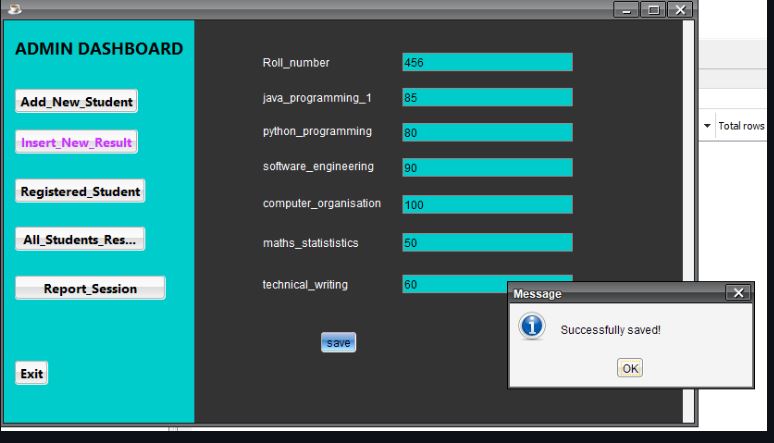 ADMIN DASHBOARD
Add_New_Student
Insert_New_Result
Registered_Student
All_Students_Res...
Report_Session
Exit
Roll_number 456
java_programming_1 85
python_programming 80
software_engineering 90
computer_organisation 100
maths_statististics 50
technical_writing 60
save
Message
Successfully saved!
OK
Total rows